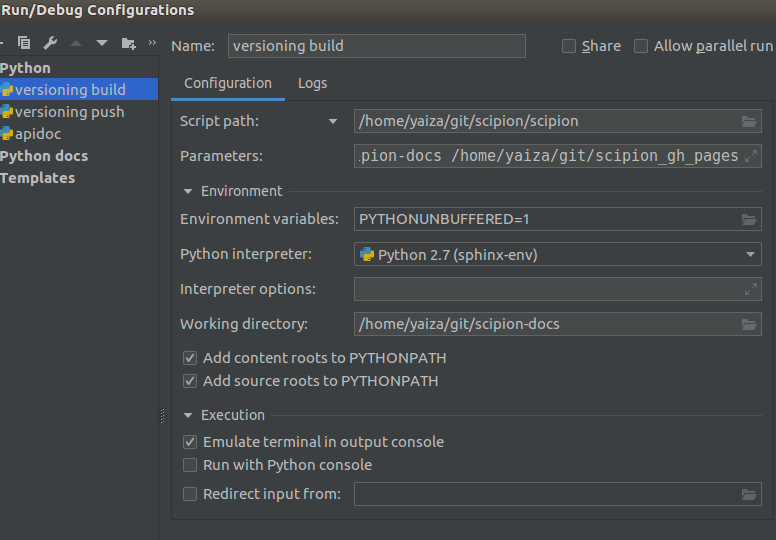 Run/Debug Configurations
Name: versioning build Share Allow parallel run
Python
versioning build
versioning push
apidoc
Python docs
Templates
Configuration Logs
Script path: /home/yaiza/git/scipion/scipion
Parameters: pion-docs /home/yaiza/git/scipion_gh_pages
Environment
Environment variables: PYTHONUNBUFFERED=1
Python interpreter: Python 2.7 (sphinx-env)
Interpreter options:
Working directory: /home/yaiza/git/scipion-docs
Add content roots to PYTHONPATH
Add source roots to PYTHONPATH
Execution
Emulate terminal in output console
Run with Python console
Redirect input from: